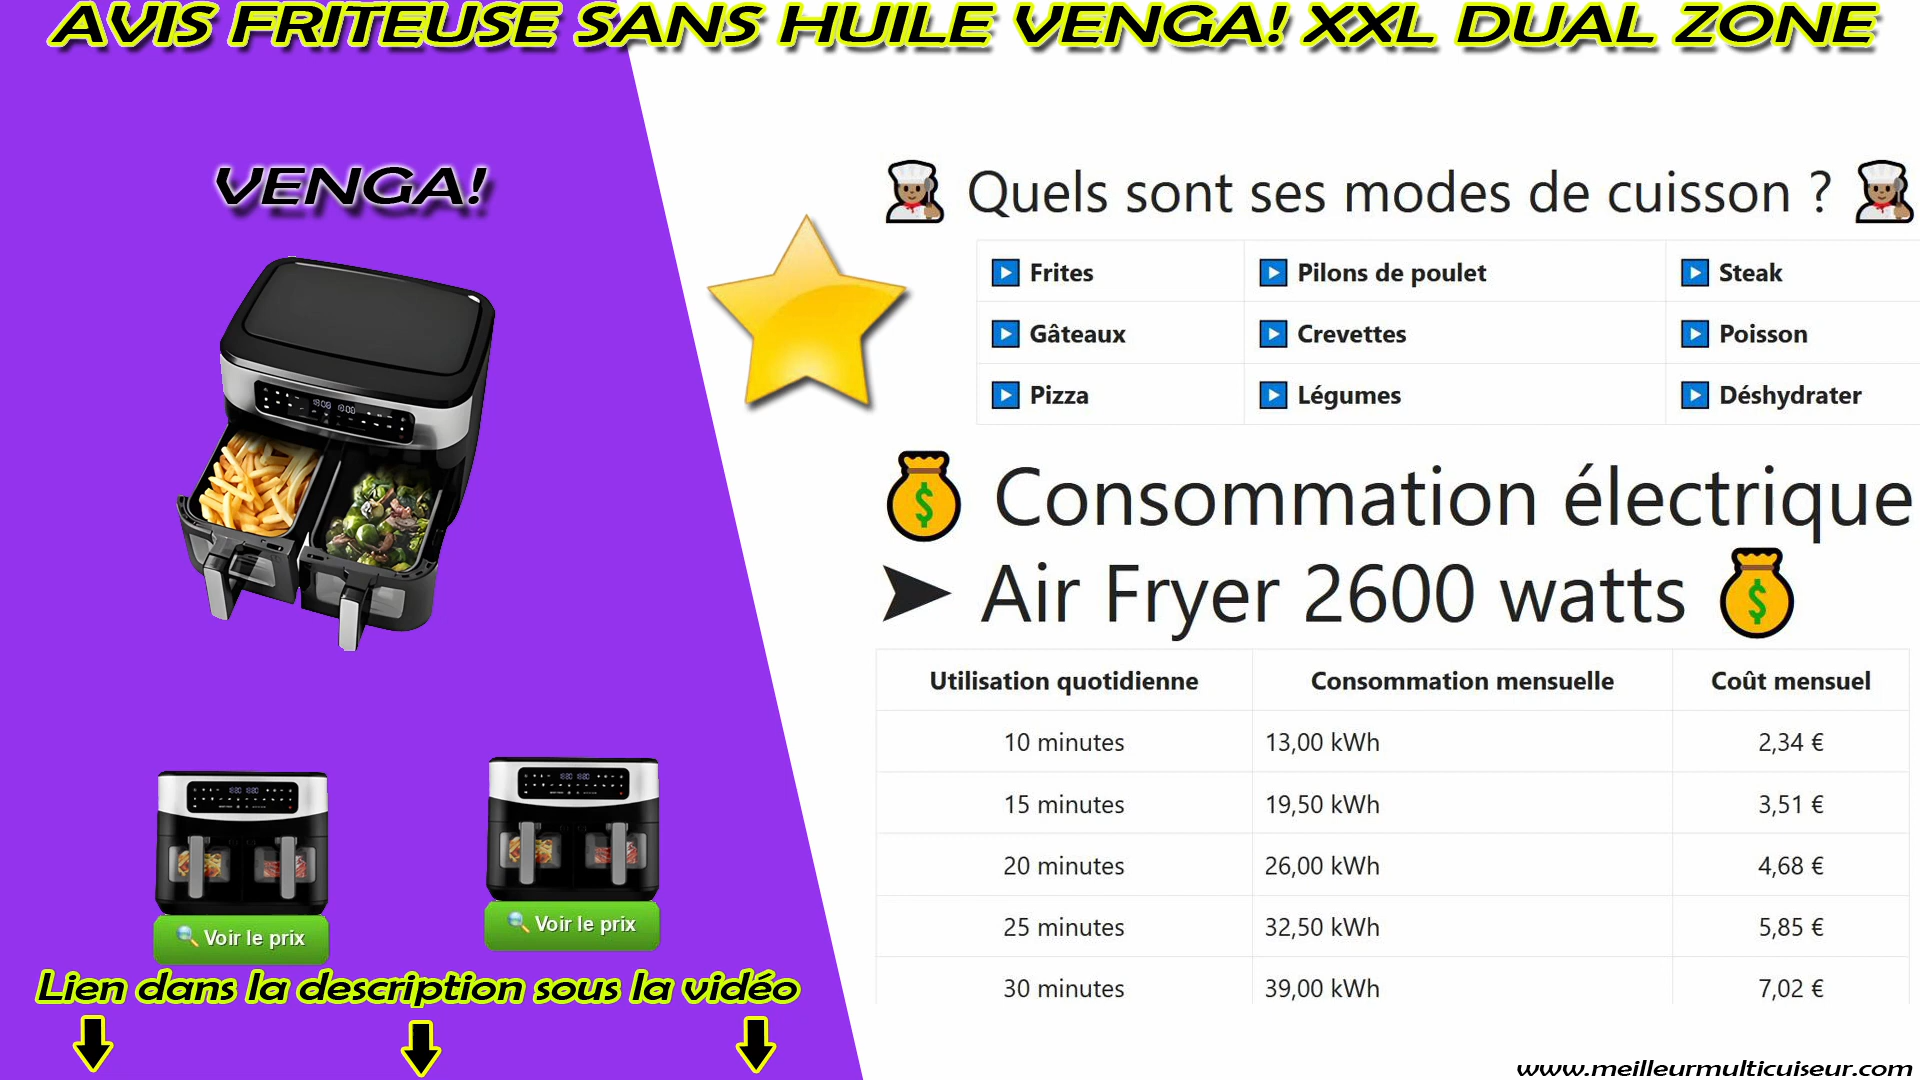 AVIS FRITEUSE SANS HUILE VENGA! XXL DUAL ZONE
VENGA!
Quels sont ses modes de cuisson ?
Frites Pilons de poulet Steak
Gâteaux Crevettes Poisson
Pizza Légumes Déshydrater
Consommation électrique
➤ Air Fryer 2600 watts
Utilisation quotidienne Consommation mensuelle Coût mensuel
10 minutes 13,00 kWh 2,34 €
15 minutes 19,50 kWh 3,51 €
20 minutes 26,00 kWh 4,68 €
25 minutes 32,50 kWh 5,85 €
30 minutes 39,00 kWh 7,02 €
Voir le prix
Voir le prix
Lien dans la description sous la vidéo
www.meilleurmulticuiseur.com